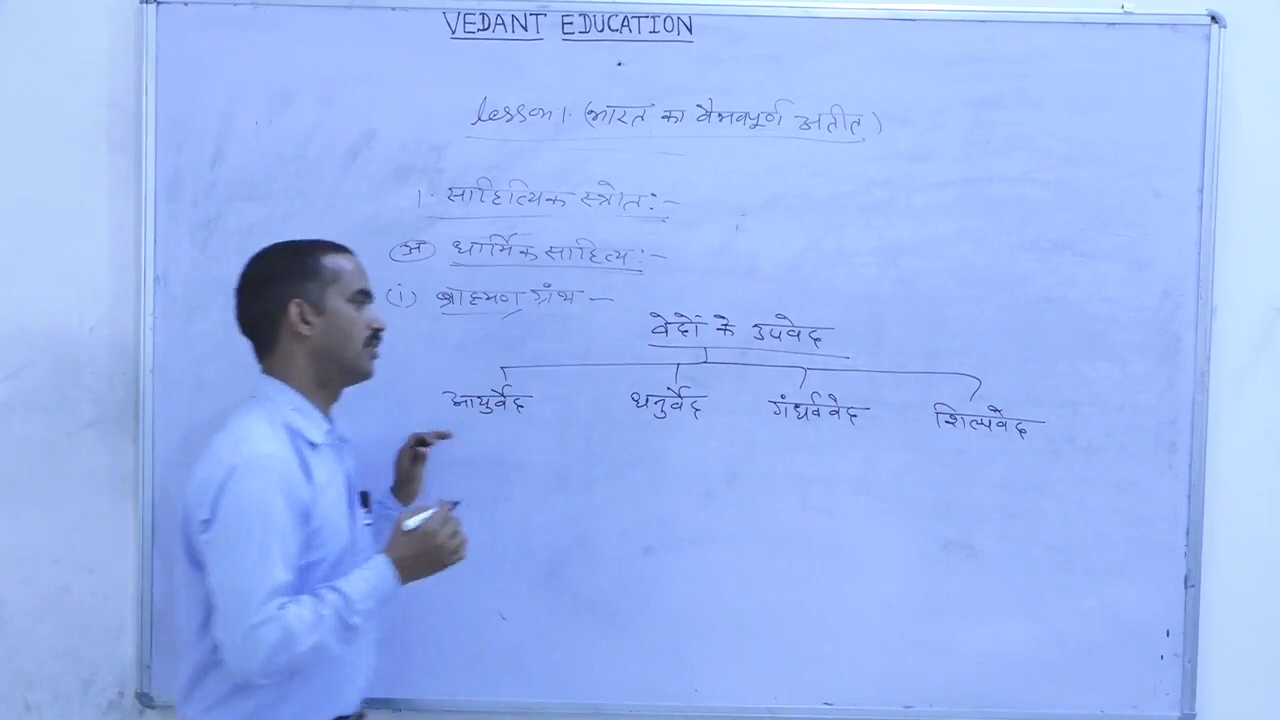 VEDANT EDUCATION
lesson 1. (भारत का वैभवपूर्ण अतीत)
1. साहित्यिक स्त्रोत :-
(अ) धार्मिक साहित्य :-
(i) ब्राह्मण ग्रंथ -
वेदों के उपवेद
आयुर्वेद धनुर्वेद गंधर्ववेद शिल्पवेद